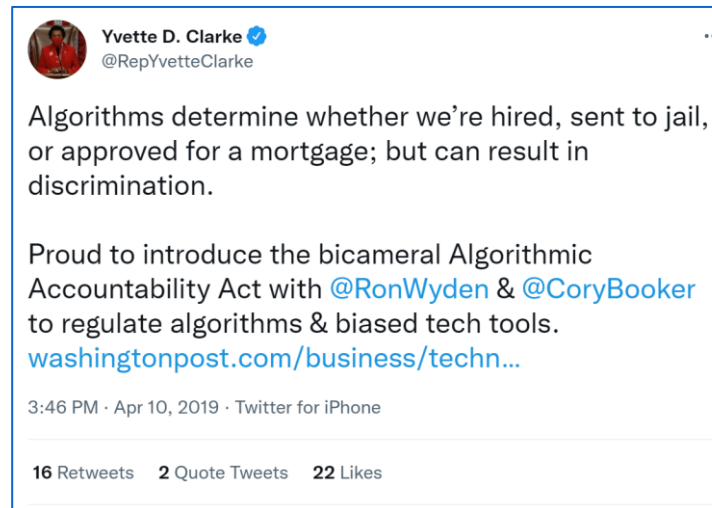 Yvette D. Clarke
@RepYvetteClarke
Algorithms determine whether we’re hired, sent to jail,
or approved for a mortgage; but can result in
discrimination.
Proud to introduce the bicameral Algorithmic
Accountability Act with @RonWyden & @CoryBooker
to regulate algorithms & biased tech tools.
washingtonpost.com/business/techn...
3:46 PM · Apr 10, 2019 · Twitter for iPhone
16 Retweets 2 Quote Tweets 22 Likes